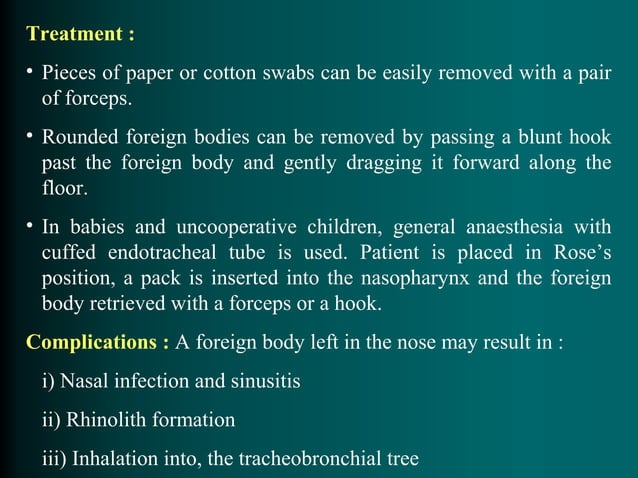 Treatment :
• Pieces of paper or cotton swabs can be easily removed with a pair
of forceps.
• Rounded foreign bodies can be removed by passing a blunt hook
past the foreign body and gently dragging it forward along the
floor.
• In babies and uncooperative children, general anaesthesia with
cuffed endotracheal tube is used. Patient is placed in Rose’s
position, a pack is inserted into the nasopharynx and the foreign
body retrieved with a forceps or a hook.
Complications : A foreign body left in the nose may result in :
i) Nasal infection and sinusitis
ii) Rhinolith formation
iii) Inhalation into, the tracheobronchial tree